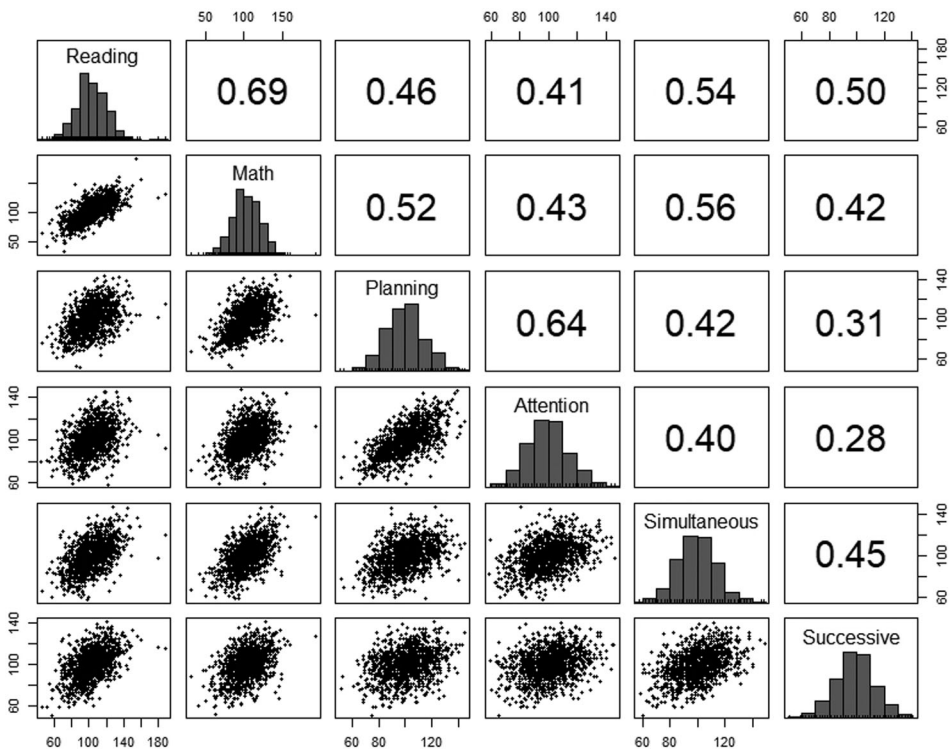 50 100 150 60 80 100 140 60 80 120
Reading 0.69 0.46 0.41 0.54 0.50 60 120 180
50 100 Math 0.52 0.43 0.56 0.42
Planning 0.64 0.42 0.31 60 100 140
60 100 140 Attention 0.40 0.28
Simultaneous 0.45 60 100 140
60 100 140 Successive
60 100 140 180 60 80 120 60 80 120